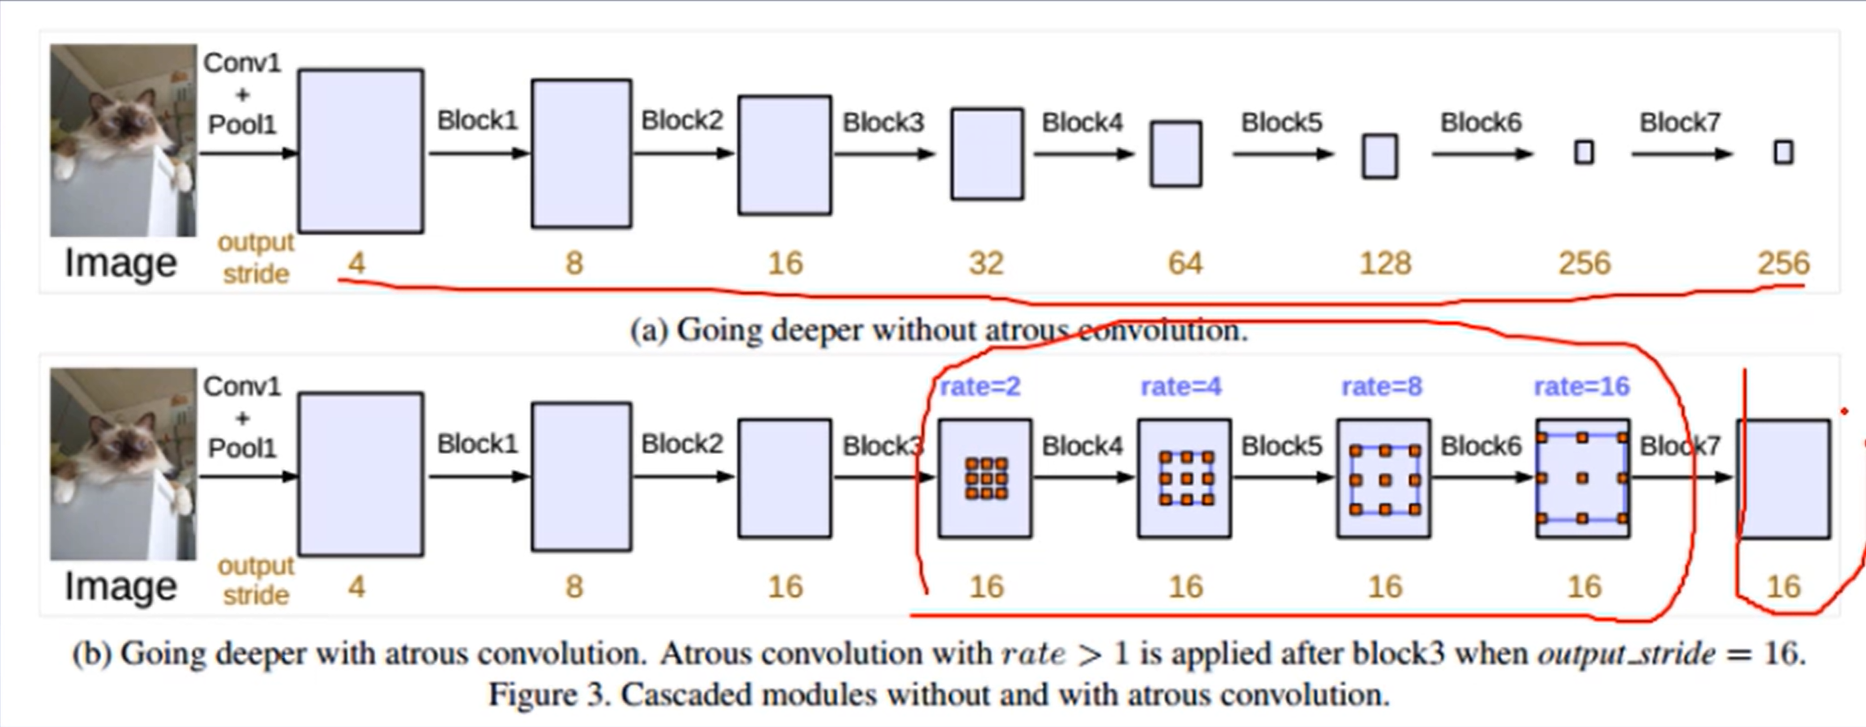 Conv1
+
Pool1
Block1 Block2 Block3 Block4 Block5 Block6 Block7
Image
output
stride
4 8 16 32 64 128 256 256
(a) Going deeper without atrous convolution.
rate=2 rate=4 rate=8 rate=16
Conv1
+
Pool1
Block1 Block2 Block3 Block4 Block5 Block6 Block7
Image
output
stride
4 8 16 16 16 16 16 16
(b) Going deeper with atrous convolution. Atrous convolution with rate > 1 is applied after block3 when output_stride = 16.
Figure 3. Cascaded modules without and with atrous convolution.